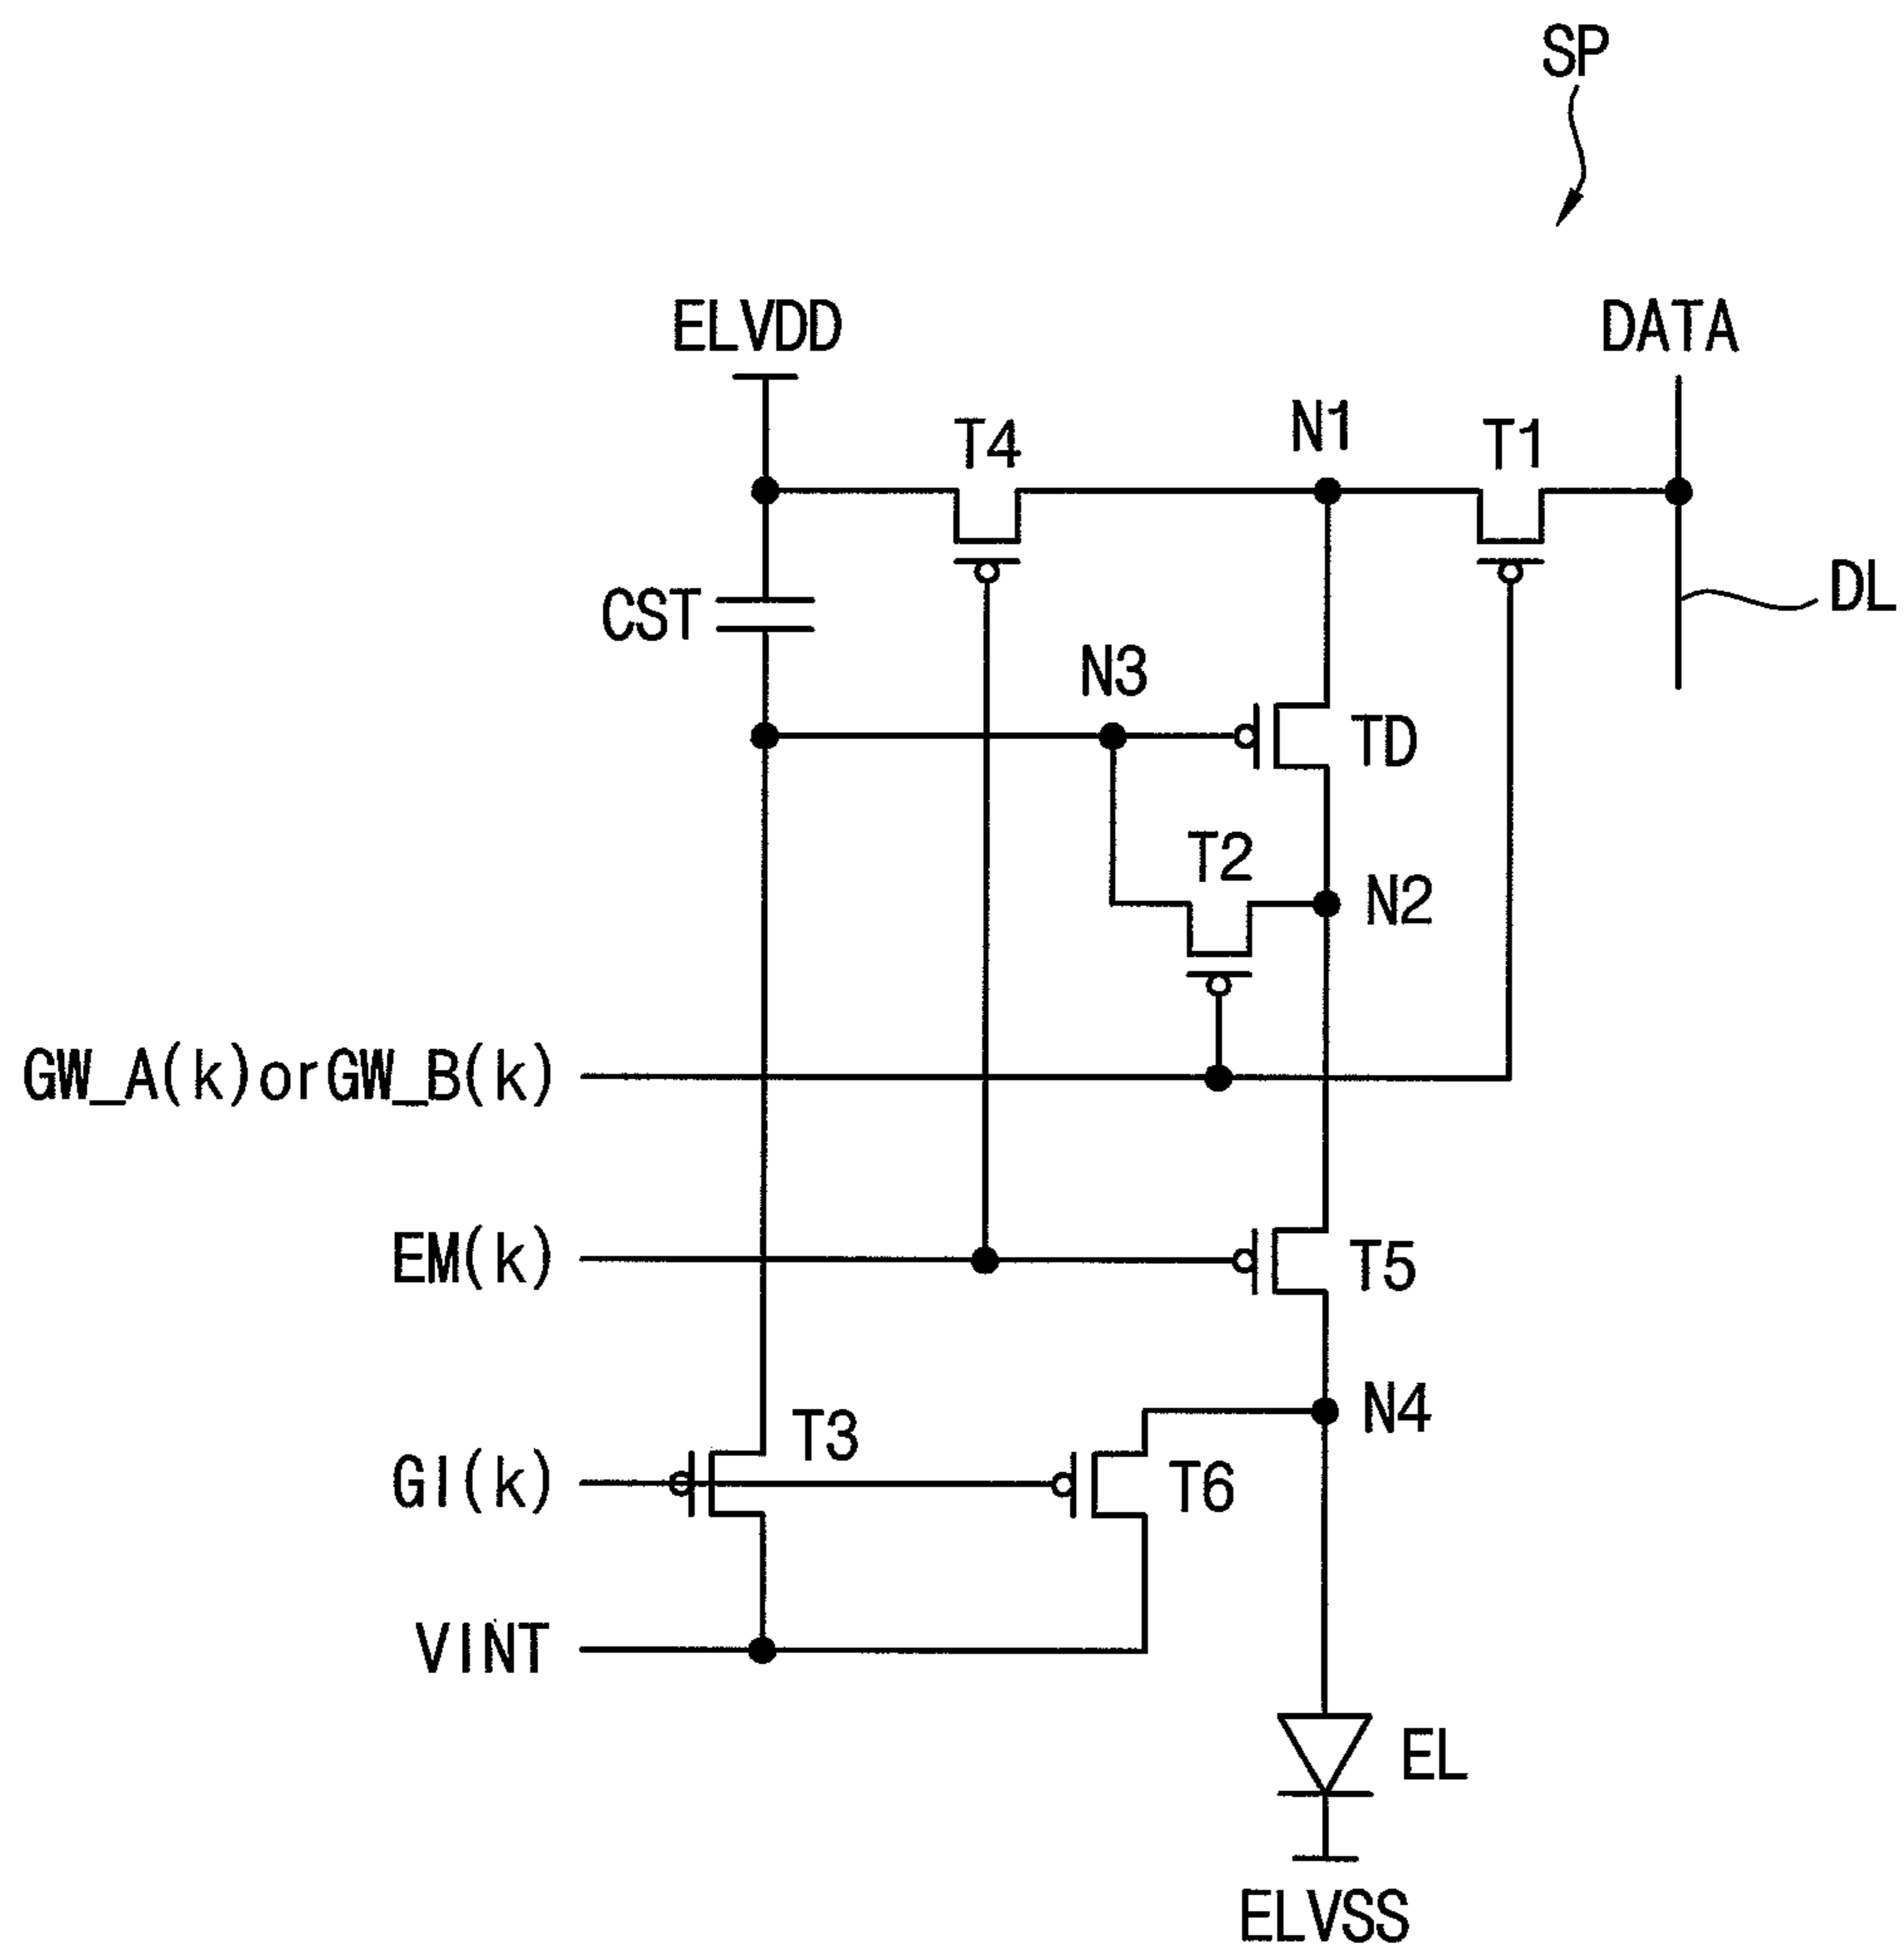 SP
ELVDD
DATA
T4
N1
T1
CST
DL
N3
TD
T2
N2
GW_A(k)orGW_B(k)
EM(k)
T5
T3
N4
GI(k)
T6
VINT
EL
ELVSS